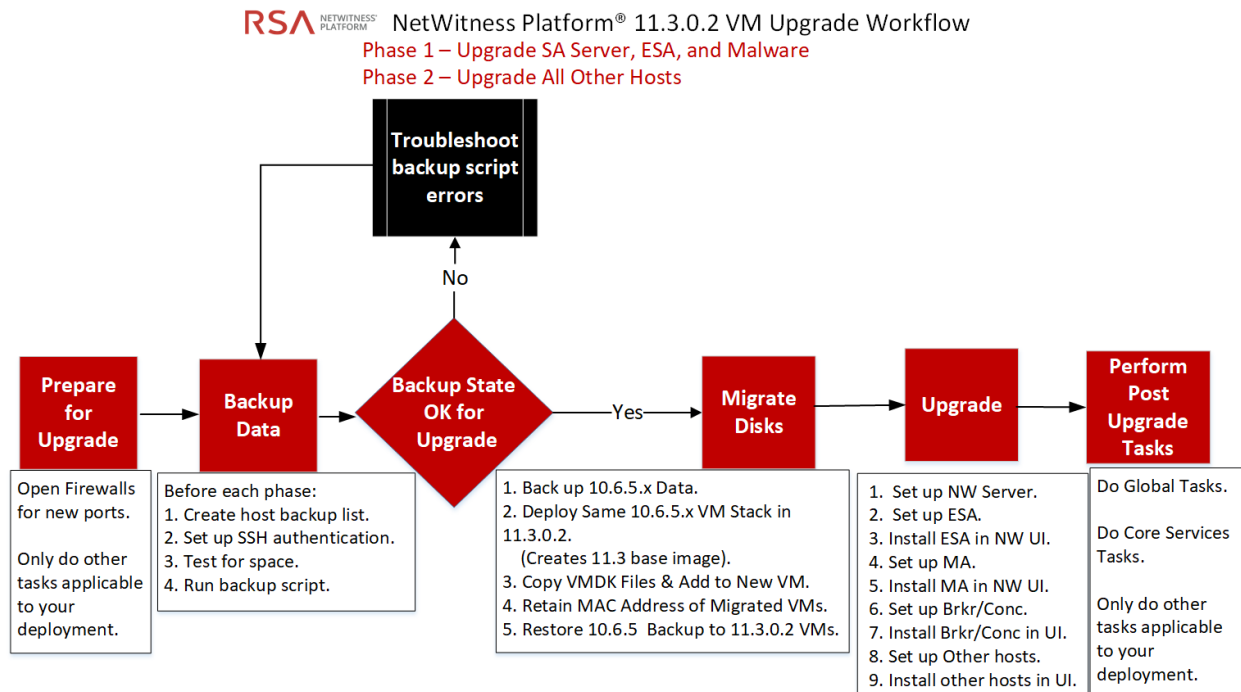 RSA NETWITNESS® PLATFORM NetWitness Platform® 11.3.0.2 VM Upgrade Workflow
Phase 1 – Upgrade SA Server, ESA, and Malware
Phase 2 – Upgrade All Other Hosts
Troubleshoot
backup script
errors
No
Prepare
for
Upgrade
Backup
Data
Backup State
OK for
Upgrade
Yes
Migrate
Disks
Upgrade
Perform
Post
Upgrade
Tasks
Open Firewalls
for new ports.
Only do other
tasks applicable
to your
deployment.
Before each phase:
1. Create host backup list.
2. Set up SSH authentication.
3. Test for space.
4. Run backup script.
1. Back up 10.6.5.x Data.
2. Deploy Same 10.6.5.x VM Stack in
11.3.0.2.
(Creates 11.3 base image).
3. Copy VMDK Files & Add to New VM.
4. Retain MAC Address of Migrated VMs.
5. Restore 10.6.5 Backup to 11.3.0.2 VMs.
1. Set up NW Server.
2. Set up ESA.
3. Install ESA in NW UI.
4. Set up MA.
5. Install MA in NW UI.
6. Set up Brkr/Conc.
7. Install Brkr/Conc in UI.
8. Set up Other hosts.
9. Install other hosts in UI.
Do Global Tasks.
Do Core Services
Tasks.
Only do other
tasks applicable
to your
deployment.